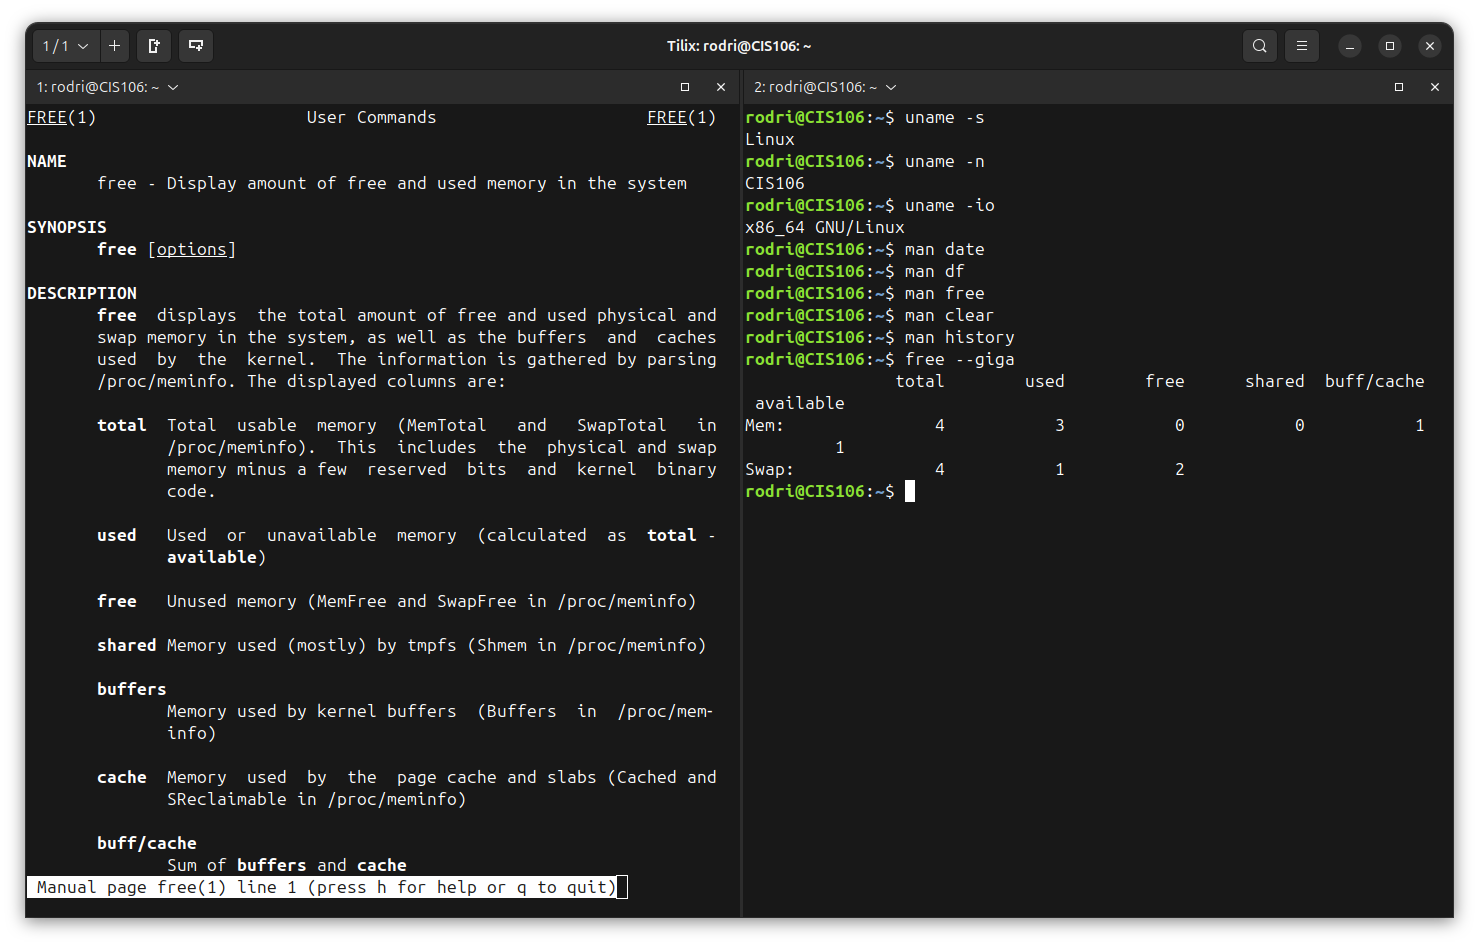 1 / 1
Tilix: rodri@CIS106: ~
1: rodri@CIS106: ~
FREE(1) User Commands FREE(1)
NAME
free - Display amount of free and used memory in the system
SYNOPSIS
free [options]
DESCRIPTION
free displays the total amount of free and used physical and
swap memory in the system, as well as the buffers and caches
used by the kernel. The information is gathered by parsing
/proc/meminfo. The displayed columns are:
total Total usable memory (MemTotal and SwapTotal in
/proc/meminfo). This includes the physical and swap
memory minus a few reserved bits and kernel binary
code.
used Used or unavailable memory (calculated as total -
available)
free Unused memory (MemFree and SwapFree in /proc/meminfo)
shared Memory used (mostly) by tmpfs (Shmem in /proc/meminfo)
buffers
Memory used by kernel buffers (Buffers in /proc/mem-
info)
cache Memory used by the page cache and slabs (Cached and
SReclaimable in /proc/meminfo)
buff/cache
Sum of buffers and cache
Manual page free(1) line 1 (press h for help or q to quit)
2: rodri@CIS106: ~
rodri@CIS106:~$ uname -s
Linux
rodri@CIS106:~$ uname -n
CIS106
rodri@CIS106:~$ uname -io
x86_64 GNU/Linux
rodri@CIS106:~$ man date
rodri@CIS106:~$ man df
rodri@CIS106:~$ man free
rodri@CIS106:~$ man clear
rodri@CIS106:~$ man history
rodri@CIS106:~$ free --giga
total used free shared buff/cache
available
Mem: 4 3 0 0 1
1
Swap: 4 1 2
rodri@CIS106:~$